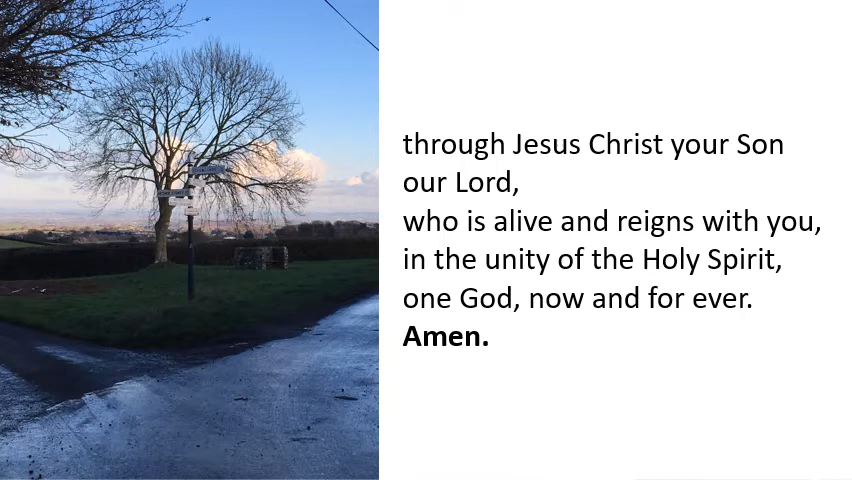 through Jesus Christ your Son
our Lord,
who is alive and reigns with you,
in the unity of the Holy Spirit,
one God, now and for ever.
Amen.